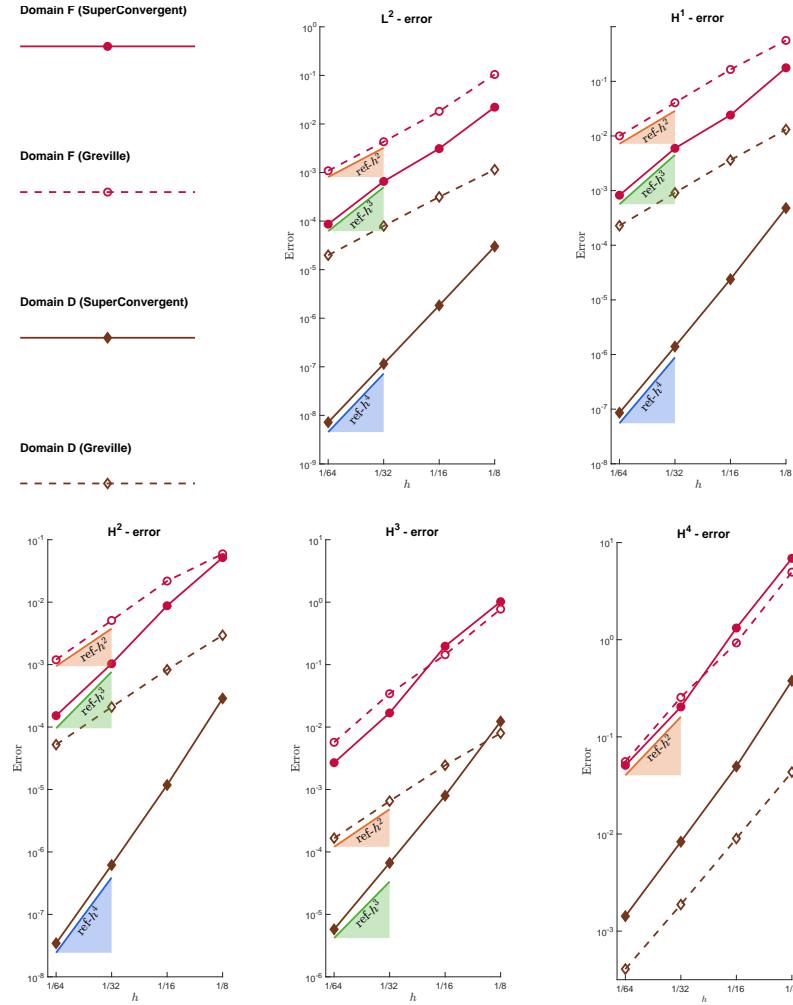 Domain F (SuperConvergent)
Domain F (Greville)
Domain D (SuperConvergent)
Domain D (Greville)
L² - error
10⁰
10⁻¹
10⁻²
10⁻³
10⁻⁴
10⁻⁵
10⁻⁶
10⁻⁷
10⁻⁸
10⁻⁹
Error
ref-h²
ref-h³
ref-h⁴
1/64 1/32 1/16 1/8
h
H¹ - error
10⁰
10⁻¹
10⁻²
10⁻³
10⁻⁴
10⁻⁵
10⁻⁶
10⁻⁷
10⁻⁸
Error
ref-h²
ref-h³
ref-h⁴
1/64 1/32 1/16 1/8
h
H² - error
10⁻¹
10⁻²
10⁻³
10⁻⁴
10⁻⁵
10⁻⁶
10⁻⁷
10⁻⁸
Error
ref-h²
ref-h³
ref-h⁴
1/64 1/32 1/16 1/8
h
H³ - error
10¹
10⁰
10⁻¹
10⁻²
10⁻³
10⁻⁴
10⁻⁵
10⁻⁶
Error
ref-h²
ref-h³
1/64 1/32 1/16 1/8
h
H⁴ - error
10¹
10⁰
10⁻¹
10⁻²
10⁻³
Error
ref-h²
1/64 1/32 1/16
h